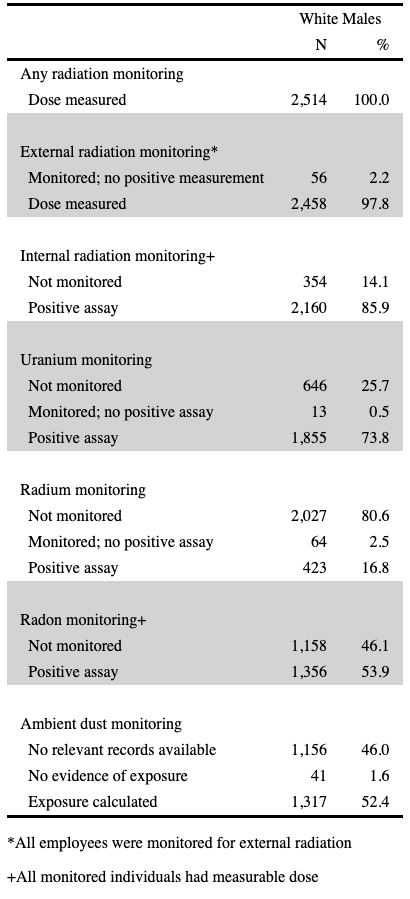 White Males
N %
Any radiation monitoring
Dose measured 2,514 100.0
External radiation monitoring*
Monitored; no positive measurement 56 2.2
Dose measured 2,458 97.8
Internal radiation monitoring+
Not monitored 354 14.1
Positive assay 2,160 85.9
Uranium monitoring
Not monitored 646 25.7
Monitored; no positive assay 13 0.5
Positive assay 1,855 73.8
Radium monitoring
Not monitored 2,027 80.6
Monitored; no positive assay 64 2.5
Positive assay 423 16.8
Radon monitoring+
Not monitored 1,158 46.1
Positive assay 1,356 53.9
Ambient dust monitoring
No relevant records available 1,156 46.0
No evidence of exposure 41 1.6
Exposure calculated 1,317 52.4
*All employees were monitored for external radiation
+All monitored individuals had measurable dose